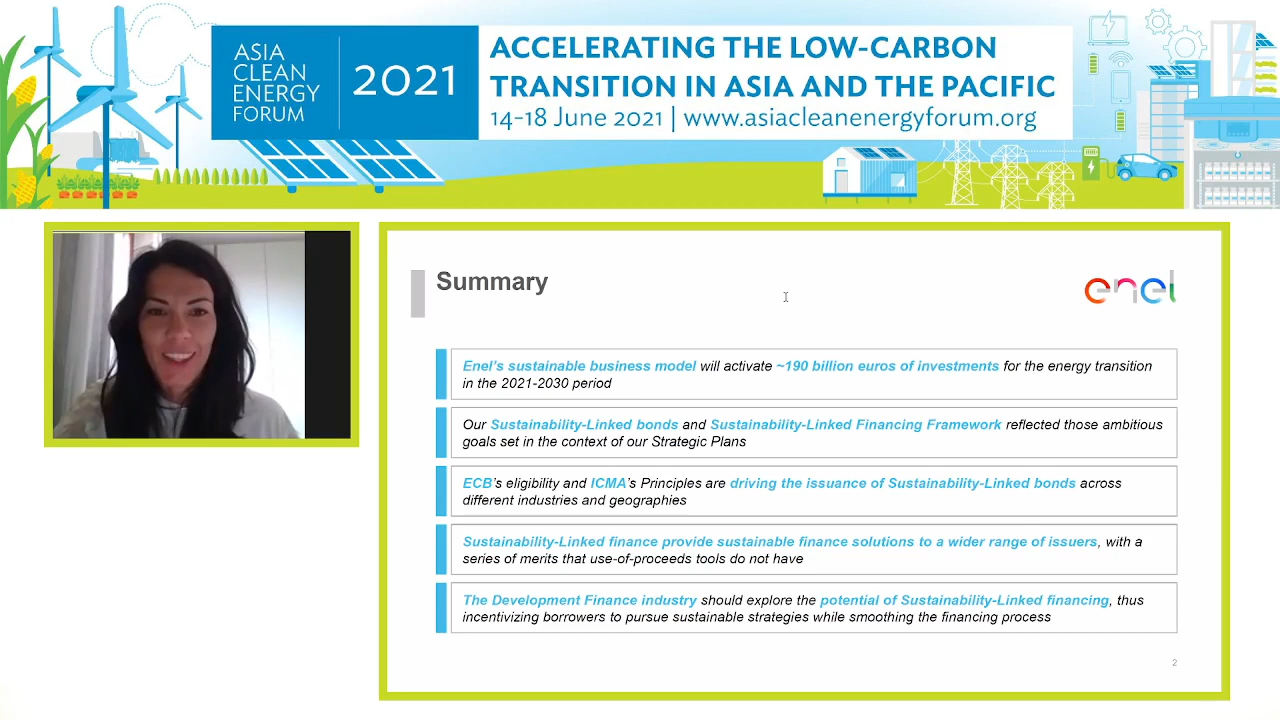 ASIA
CLEAN
ENERGY
FORUM
2021
ACCELERATING THE LOW-CARBON
TRANSITION IN ASIA AND THE PACIFIC
14-18 June 2021 | www.asiacleanenergyforum.org
Summary
enel
Enel's sustainable business model will activate ~190 billion euros of investments for the energy transition
in the 2021-2030 period
Our Sustainability-Linked bonds and Sustainability-Linked Financing Framework reflected those ambitious
goals set in the context of our Strategic Plans
ECB's eligibility and ICMA's Principles are driving the issuance of Sustainability-Linked bonds across
different industries and geographies
Sustainability-Linked finance provide sustainable finance solutions to a wider range of issuers, with a
series of merits that use-of-proceeds tools do not have
The Development Finance industry should explore the potential of Sustainability-Linked financing, thus
incentivizing borrowers to pursue sustainable strategies while smoothing the financing process
2